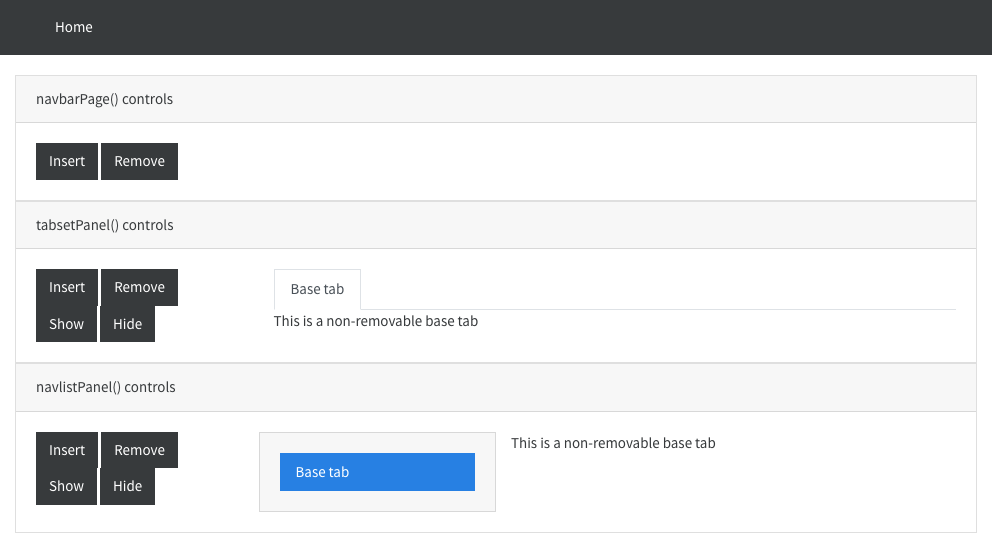 Home
navbarPage() controls
Insert Remove
tabsetPanel() controls
Insert Remove
Show Hide
Base tab
This is a non-removable base tab
navlistPanel() controls
Insert Remove
Show Hide
Base tab
This is a non-removable base tab